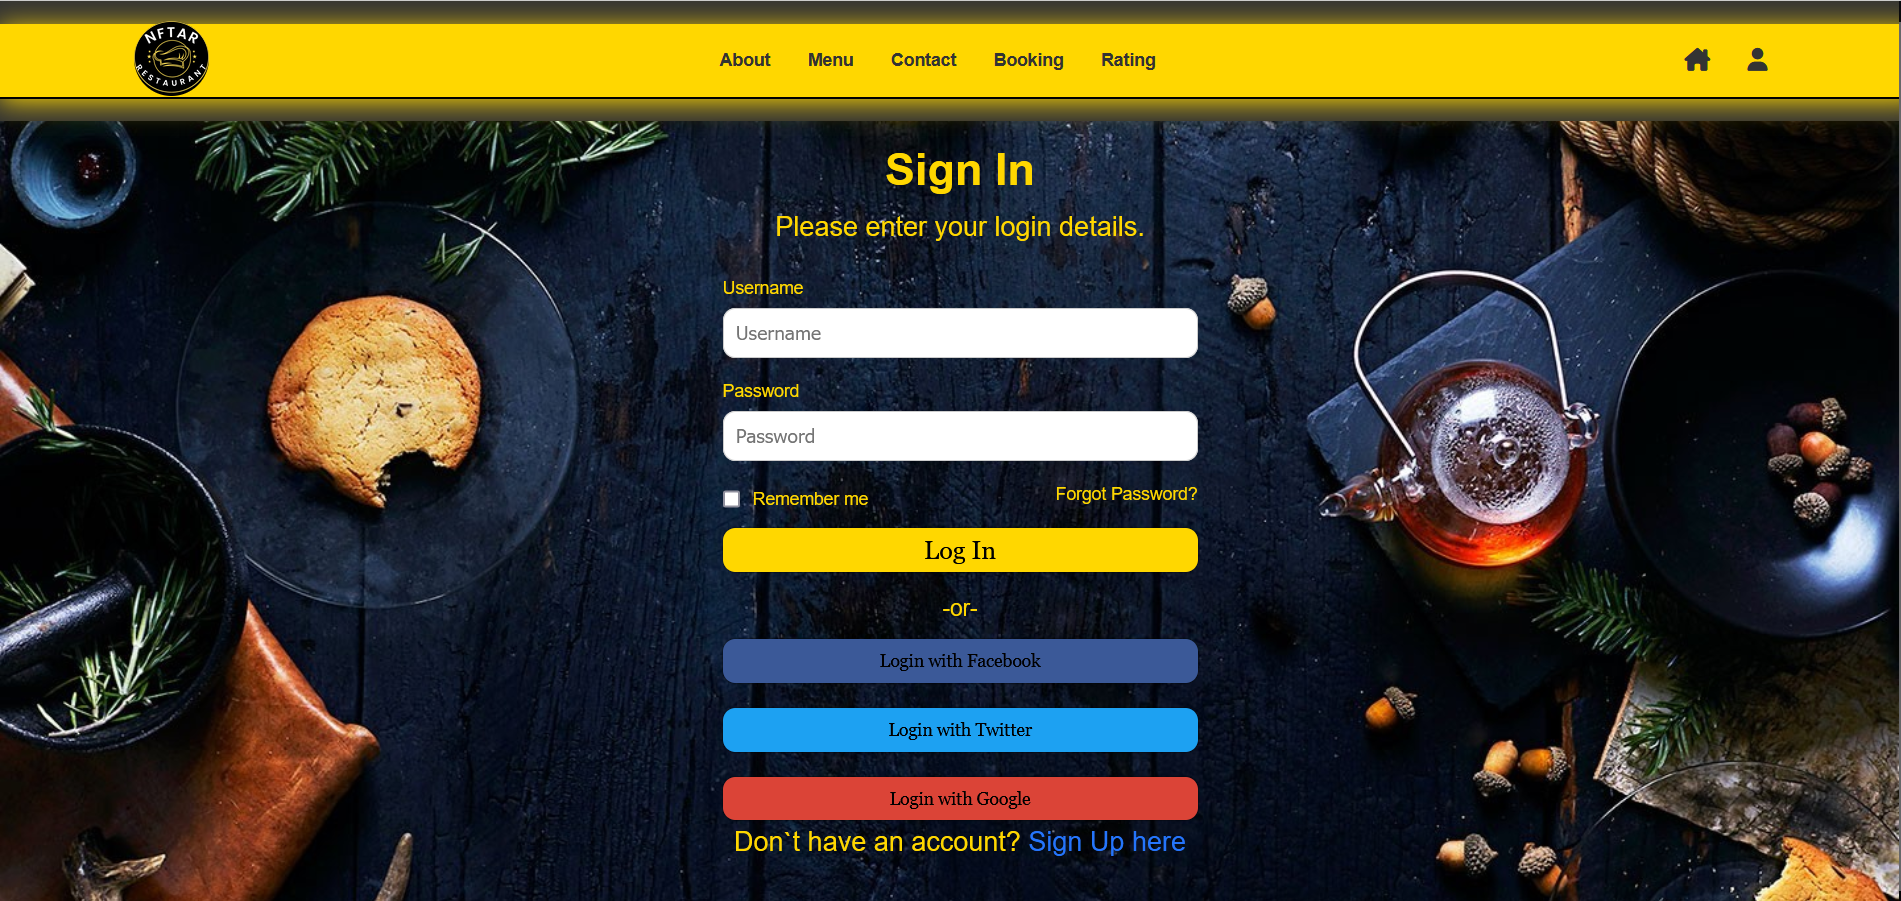 NFTAR
RESTAURANT
About Menu Contact Booking Rating
Sign In
Please enter your login details.
Username
Username
Password
Password
Remember me Forgot Password?
Log In
-or-
Login with Facebook
Login with Twitter
Login with Google
Don`t have an account? Sign Up here